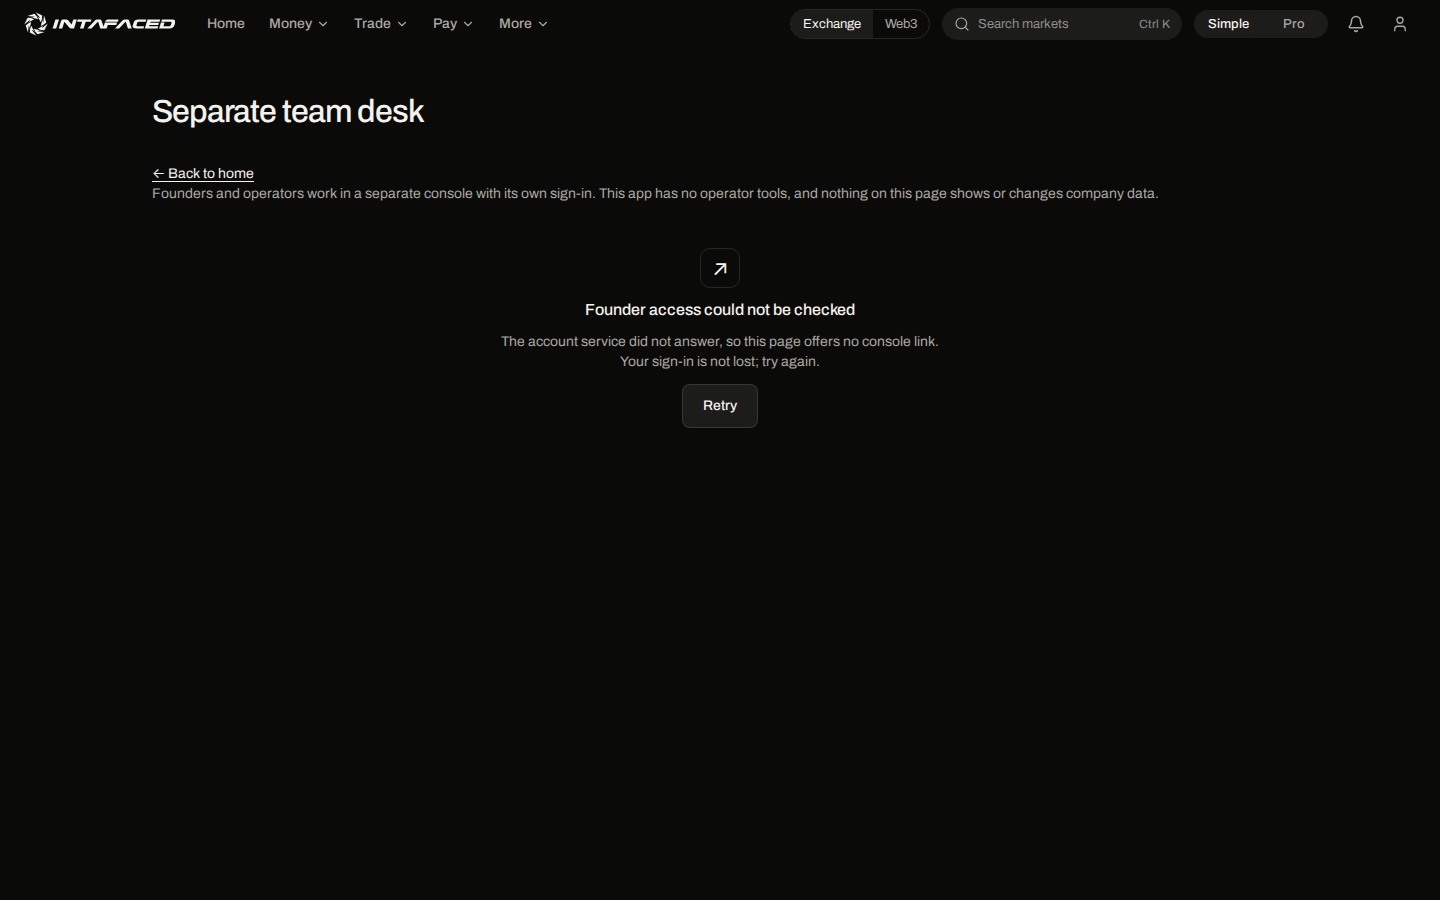 INTAFACED
Home
Money
Trade
Pay
More
Exchange
Web3
Search markets
Ctrl K
Simple
Pro
Separate team desk
← Back to home
Founders and operators work in a separate console with its own sign-in. This app has no operator tools, and nothing on this page shows or changes company data.
Founder access could not be checked
The account service did not answer, so this page offers no console link.
Your sign-in is not lost; try again.
Retry